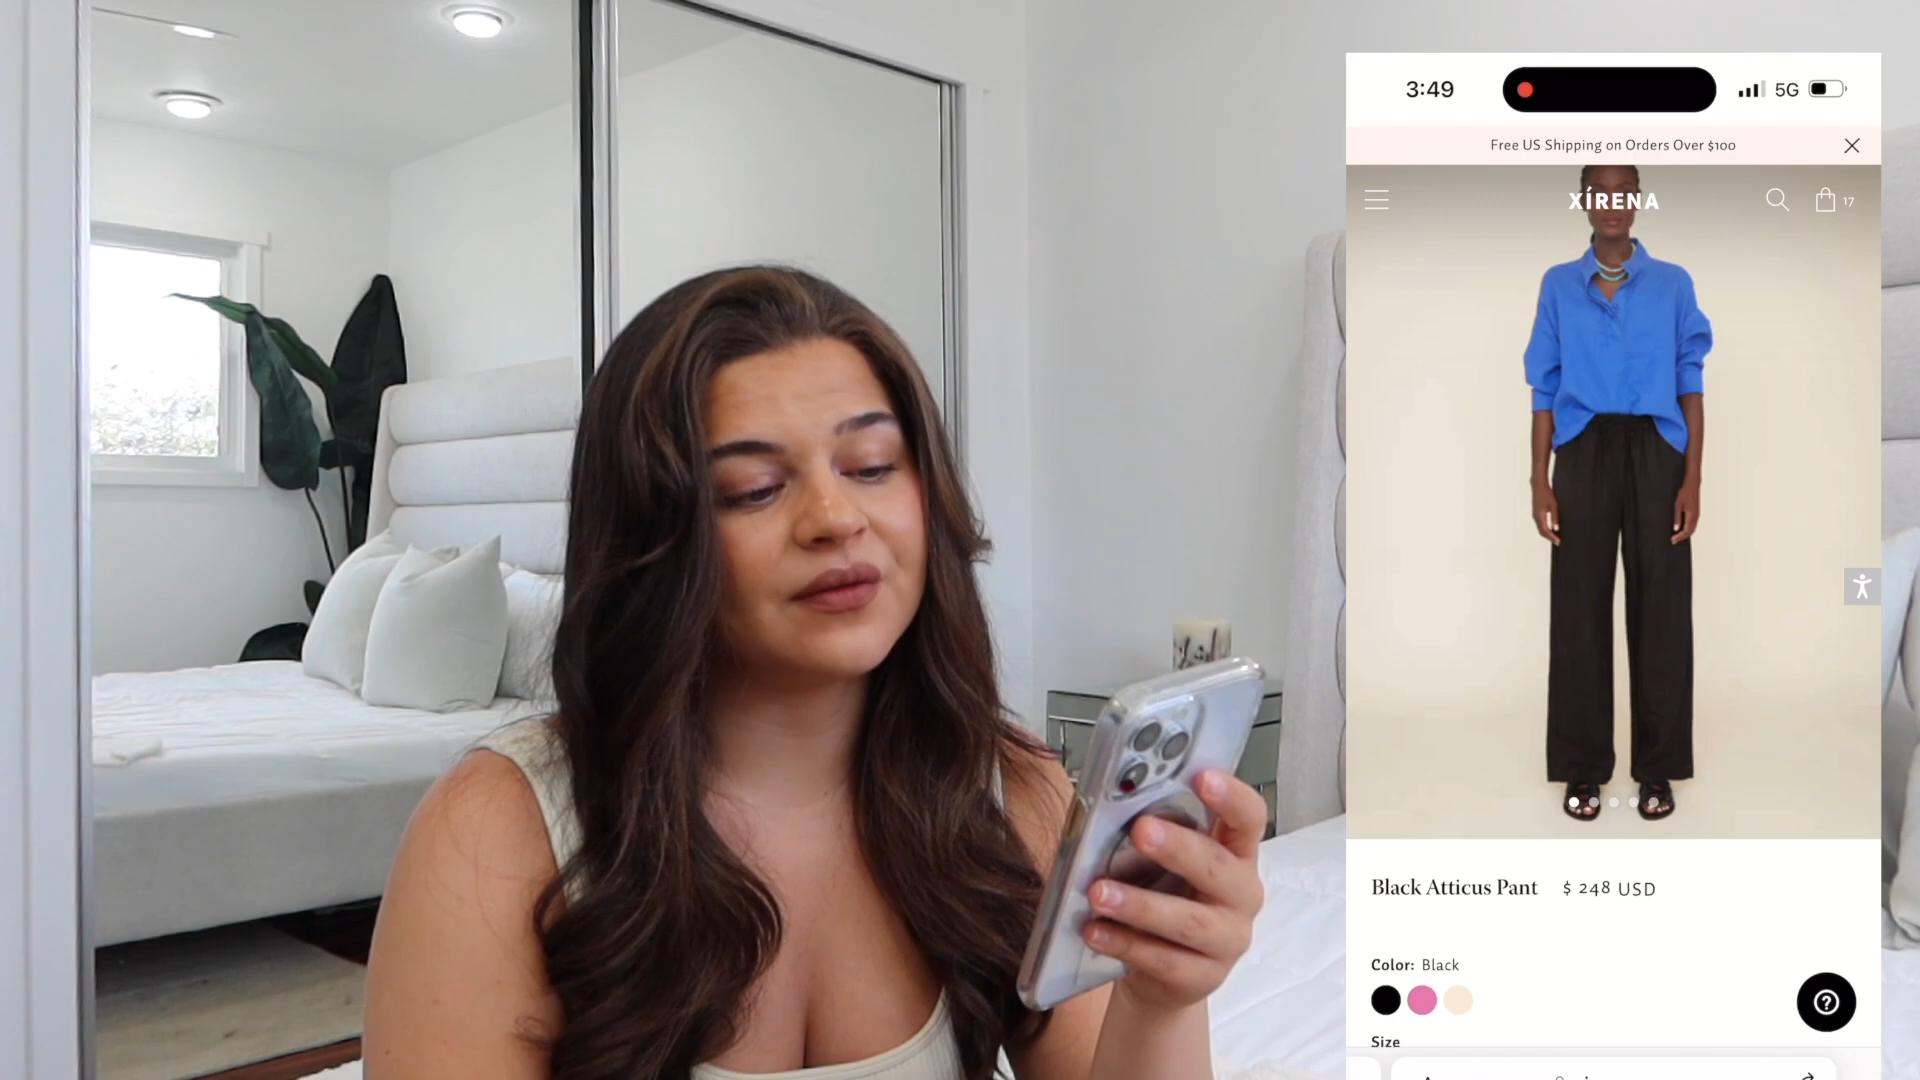 3:49
5G
Free US Shipping on Orders Over $100
XÍRENA
17
Black Atticus Pant $ 248 USD
Color: Black
Size